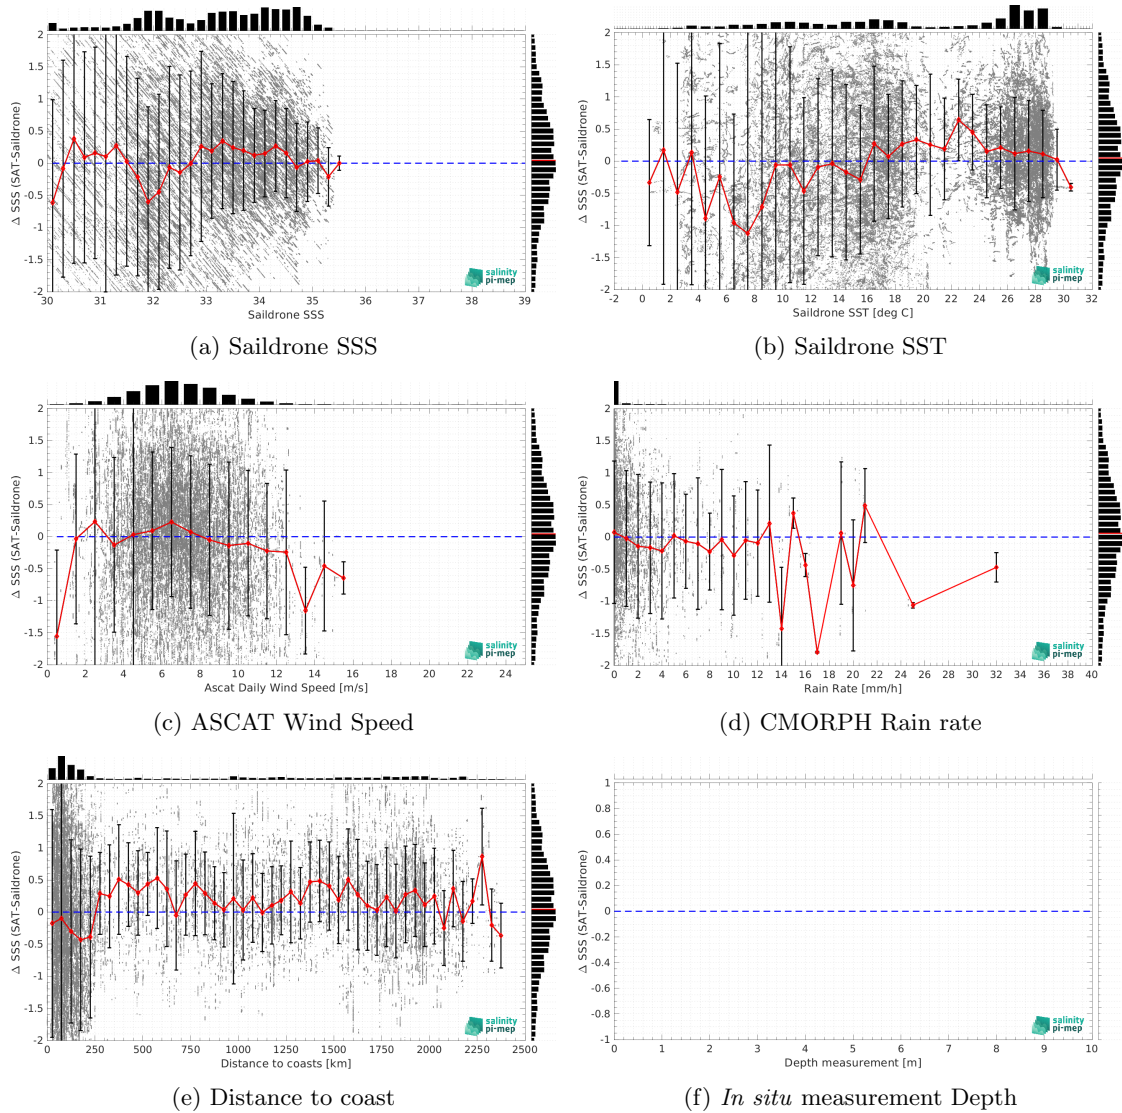 2
1.5
1
0.5
0
-0.5
-1
-1.5
-2
Δ SSS (SAT-Saildrone)
30 31 32 33 34 35 36 37 38 39
Saildrone SSS
salinity
pi-mep
(a) Saildrone SSS
2
1.5
1
0.5
0
-0.5
-1
-1.5
-2
Δ SSS (SAT-Saildrone)
-2 0 2 4 6 8 10 12 14 16 18 20 22 24 26 28 30 32
Saildrone SST [deg C]
salinity
pi-mep
(b) Saildrone SST
2
1.5
1
0.5
0
-0.5
-1
-1.5
-2
Δ SSS (SAT-Saildrone)
0 2 4 6 8 10 12 14 16 18 20 22 24
Ascat Daily Wind Speed [m/s]
salinity
pi-mep
(c) ASCAT Wind Speed
2
1.5
1
0.5
0
-0.5
-1
-1.5
-2
Δ SSS (SAT-Saildrone)
0 2 4 6 8 10 12 14 16 18 20 22 24 26 28 30 32 34 36 38 40
Rain Rate [mm/h]
salinity
pi-mep
(d) CMORPH Rain rate
2
1.5
1
0.5
0
-0.5
-1
-1.5
-2
Δ SSS (SAT-Saildrone)
0 250 500 750 1000 1250 1500 1750 2000 2250 2500
Distance to coasts [km]
salinity
pi-mep
(e) Distance to coast
1
0.8
0.6
0.4
0.2
0
-0.2
-0.4
-0.6
-0.8
-1
Δ SSS (SAT-Saildrone)
0 1 2 3 4 5 6 7 8 9 10
Depth measurement [m]
salinity
pi-mep
(f) In situ measurement Depth